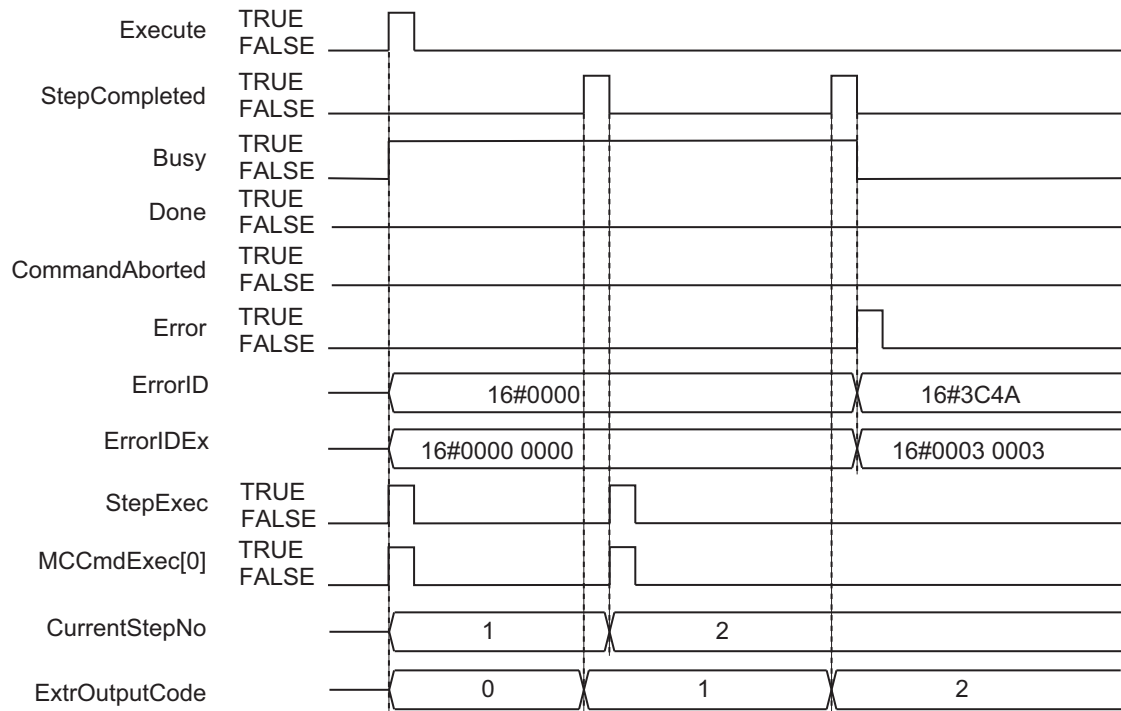 Execute TRUE
FALSE
StepCompleted TRUE
FALSE
Busy TRUE
FALSE
Done TRUE
FALSE
CommandAborted TRUE
FALSE
Error TRUE
FALSE
ErrorID 16#0000 16#3C4A
ErrorIDEx 16#0000 0000 16#0003 0003
StepExec TRUE
FALSE
MCCmdExec[0] TRUE
FALSE
CurrentStepNo 1 2
ExtrOutputCode 0 1 2